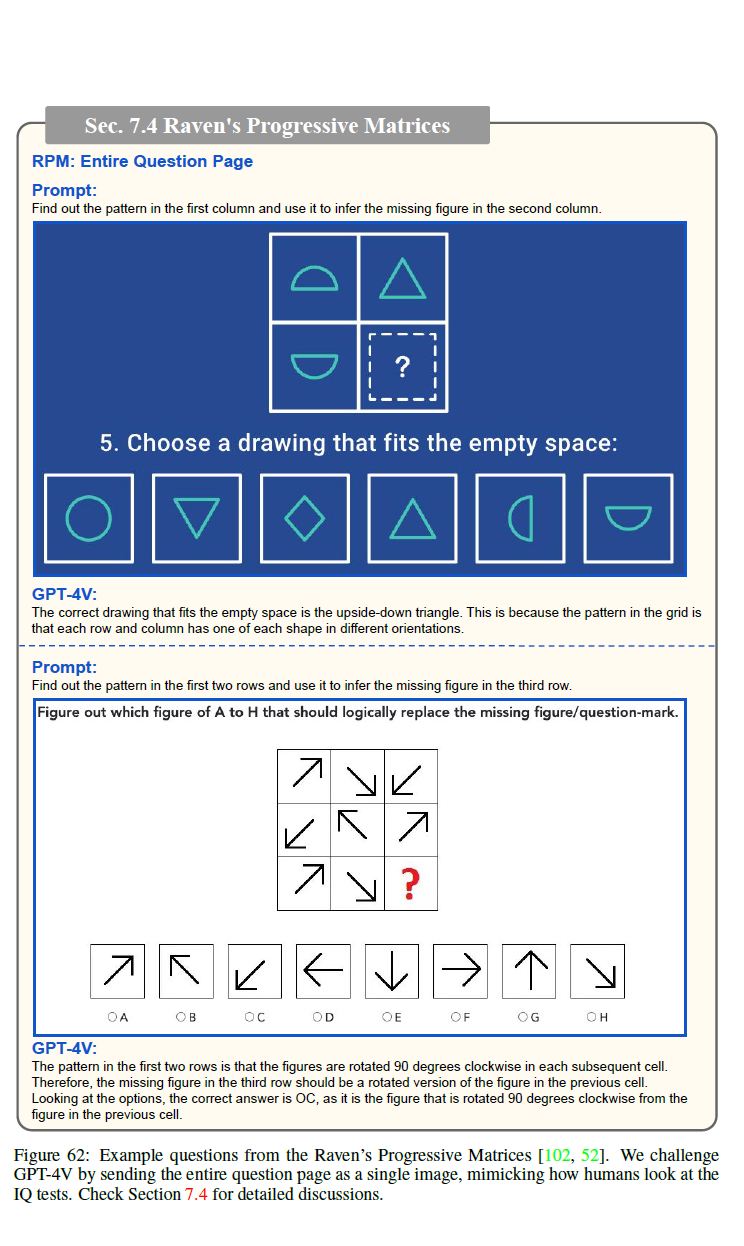 Sec. 7.4 Raven's Progressive Matrices
RPM: Entire Question Page
Prompt:
Find out the pattern in the first column and use it to infer the missing figure in the second column.
?
5. Choose a drawing that fits the empty space:
GPT-4V:
The correct drawing that fits the empty space is the upside-down triangle. This is because the pattern in the grid is
that each row and column has one of each shape in different orientations.
Prompt:
Find out the pattern in the first two rows and use it to infer the missing figure in the third row.
Figure out which figure of A to H that should logically replace the missing figure/question-mark.
?
A B C D E F G H
GPT-4V:
The pattern in the first two rows is that the figures are rotated 90 degrees clockwise in each subsequent cell.
Therefore, the missing figure in the third row should be a rotated version of the figure in the previous cell.
Looking at the options, the correct answer is OC, as it is the figure that is rotated 90 degrees clockwise from the
figure in the previous cell.
Figure 62: Example questions from the Raven's Progressive Matrices [102, 52]. We challenge
GPT-4V by sending the entire question page as a single image, mimicking how humans look at the
IQ tests. Check Section 7.4 for detailed discussions.